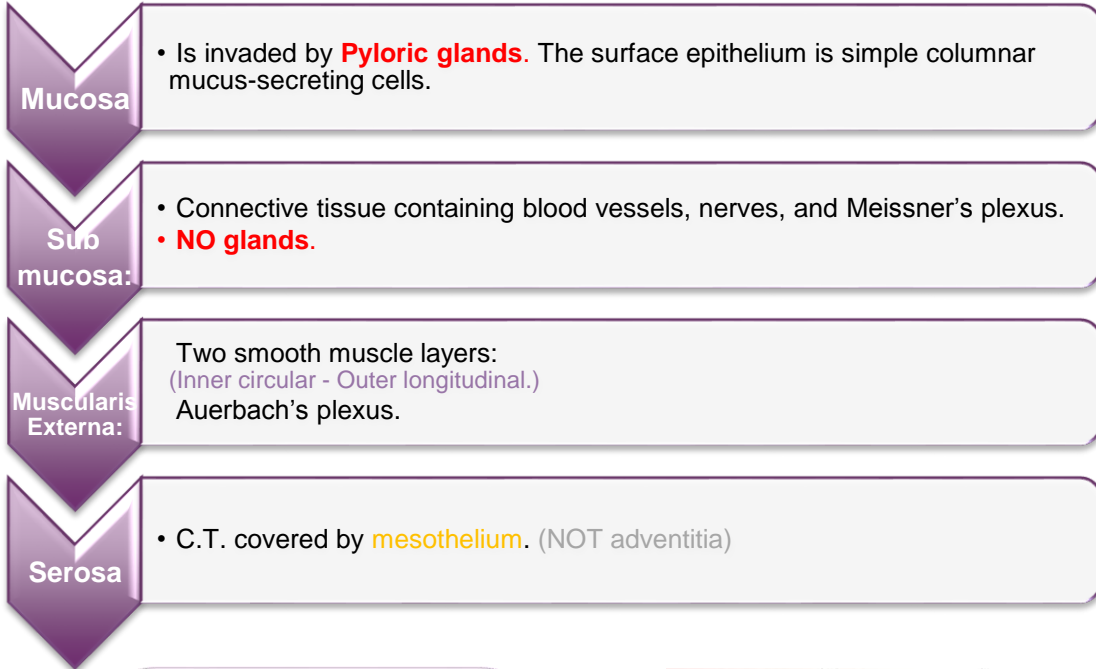 Mucosa
• Is invaded by Pyloric glands. The surface epithelium is simple columnar
mucus-secreting cells.
Sub
mucosa:
• Connective tissue containing blood vessels, nerves, and Meissner’s plexus.
• NO glands.
Muscularis
Externa:
Two smooth muscle layers:
(Inner circular - Outer longitudinal.)
Auerbach’s plexus.
Serosa
• C.T. covered by mesothelium. (NOT adventitia)